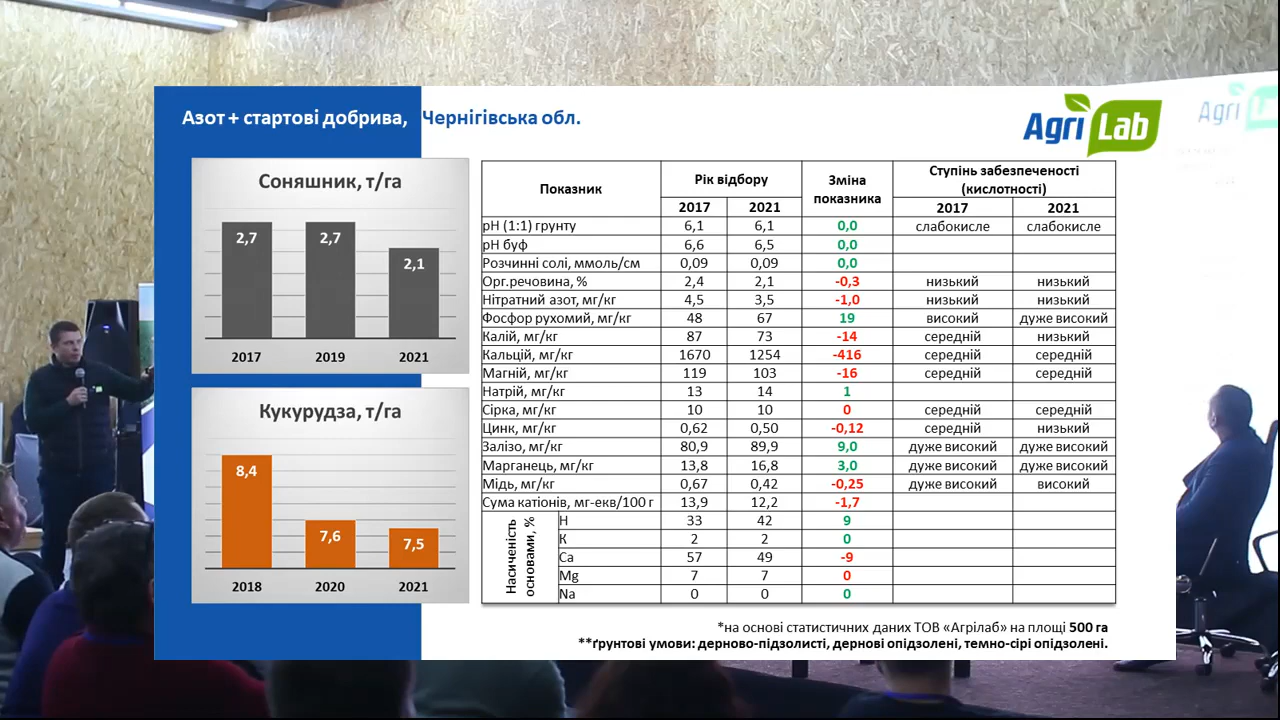 Азот + стартові добрива, Чернігівська обл.
Agri Lab
Agri L
Соняшник, т/га
2,7 2,7 2,1
2017 2019 2021
Кукурудза, т/га
8,4 7,6 7,5
2018 2020 2021
Показник Рік відбору Зміна показника Ступінь забезпеченості (кислотності)
2017 2021 2017 2021
pH (1:1) грунту 6,1 6,1 0,0 слабокисле слабокисле
pH буф 6,6 6,5 0,0
Розчинні солі, ммоль/см 0,09 0,09 0,0
Орг.речовина, % 2,4 2,1 -0,3 низький низький
Нітратний азот, мг/кг 4,5 3,5 -1,0 низький низький
Фосфор рухомий, мг/кг 48 67 19 високий дуже високий
Калій, мг/кг 87 73 -14 середній низький
Кальцій, мг/кг 1670 1254 -416 середній середній
Магній, мг/кг 119 103 -16 середній середній
Натрій, мг/кг 13 14 1
Сірка, мг/кг 10 10 0 середній середній
Цинк, мг/кг 0,62 0,50 -0,12 середній низький
Залізо, мг/кг 80,9 89,9 9,0 дуже високий дуже високий
Марганець, мг/кг 13,8 16,8 3,0 дуже високий дуже високий
Мідь, мг/кг 0,67 0,42 -0,25 дуже високий високий
Сума катіонів, мг-екв/100 г 13,9 12,2 -1,7
Насиченість основами, %
H 33 42 9
K 2 2 0
Ca 57 49 -9
Mg 7 7 0
Na 0 0 0
*на основі статистичних даних ТОВ «Агрілаб» на площі 500 га
**ґрунтові умови: дерново-підзолисті, дернові опідзолені, темно-сірі опідзолені.